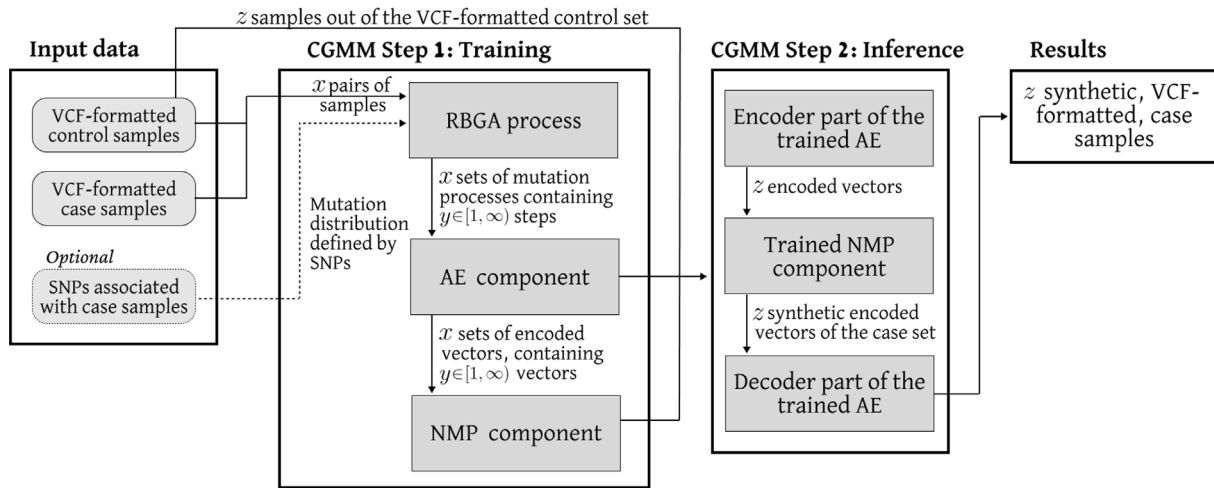 z samples out of the VCF-formatted control set
Input data
VCF-formatted
control samples
VCF-formatted
case samples
Optional
SNPs associated
with case samples
CGMM Step 1: Training
x pairs of
samples
RBGA process
Mutation
distribution
defined by
SNPs
x sets of mutation
processes containing
y∈[1, ∞) steps
AE component
x sets of encoded
vectors, containing
y∈[1, ∞) vectors
NMP component
CGMM Step 2: Inference
Encoder part of the
trained AE
z encoded vectors
Trained NMP
component
z synthetic encoded
vectors of the case set
Decoder part of the
trained AE
Results
z synthetic, VCF-
formatted, case
samples